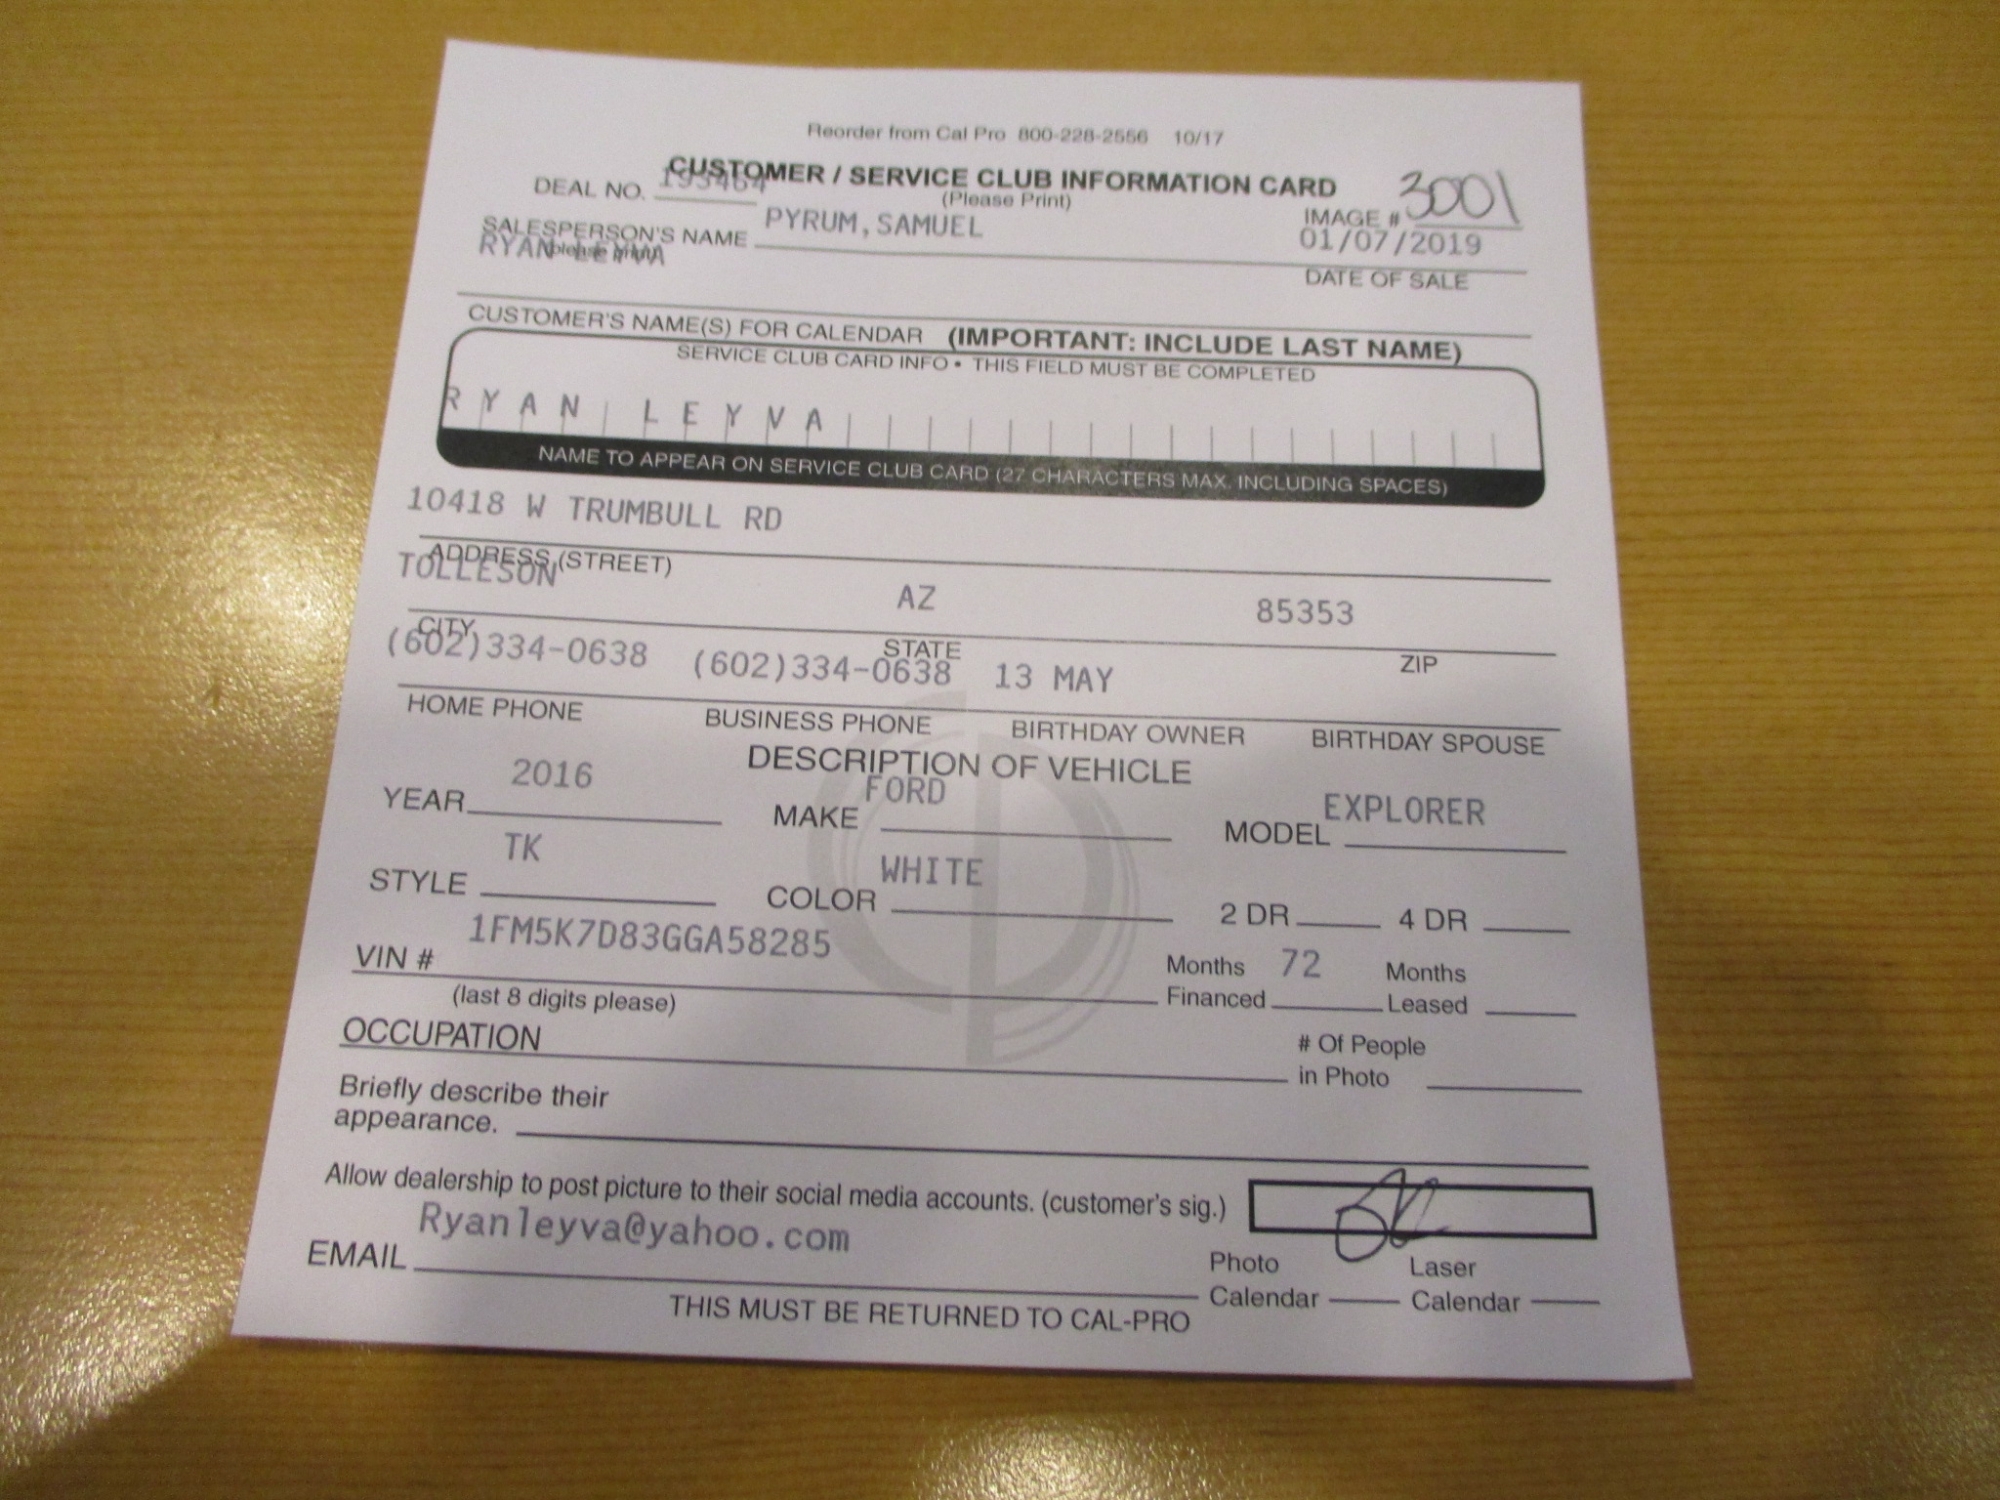 Reorder from Cal Pro 800-228-2556 10/17
CUSTOMER / SERVICE CLUB INFORMATION CARD
(Please Print)
DEAL NO. 193464
IMAGE # 3001
SALESPERSON'S NAME PYRUM, SAMUEL 01/07/2019
(please print)
RYAN LEYVA
DATE OF SALE
CUSTOMER'S NAME(S) FOR CALENDAR (IMPORTANT: INCLUDE LAST NAME)
SERVICE CLUB CARD INFO • THIS FIELD MUST BE COMPLETED
RYAN LEYVA
NAME TO APPEAR ON SERVICE CLUB CARD (27 CHARACTERS MAX. INCLUDING SPACES)
10418 W TRUMBULL RD
ADDRESS (STREET)
TOLLESON AZ 85353
CITY STATE ZIP
(602)334-0638 (602)334-0638 13 MAY
HOME PHONE BUSINESS PHONE BIRTHDAY OWNER BIRTHDAY SPOUSE
DESCRIPTION OF VEHICLE
YEAR 2016 MAKE FORD MODEL EXPLORER
STYLE TK COLOR WHITE 2 DR 4 DR
VIN # 1FM5K7D83GGA58285
(last 8 digits please)
Months Financed 72 Months Leased
OCCUPATION
# Of People in Photo
Briefly describe their
appearance.
Allow dealership to post picture to their social media accounts. (customer's sig.)
EMAIL Ryanleyva@yahoo.com
Photo Calendar Laser Calendar
THIS MUST BE RETURNED TO CAL-PRO